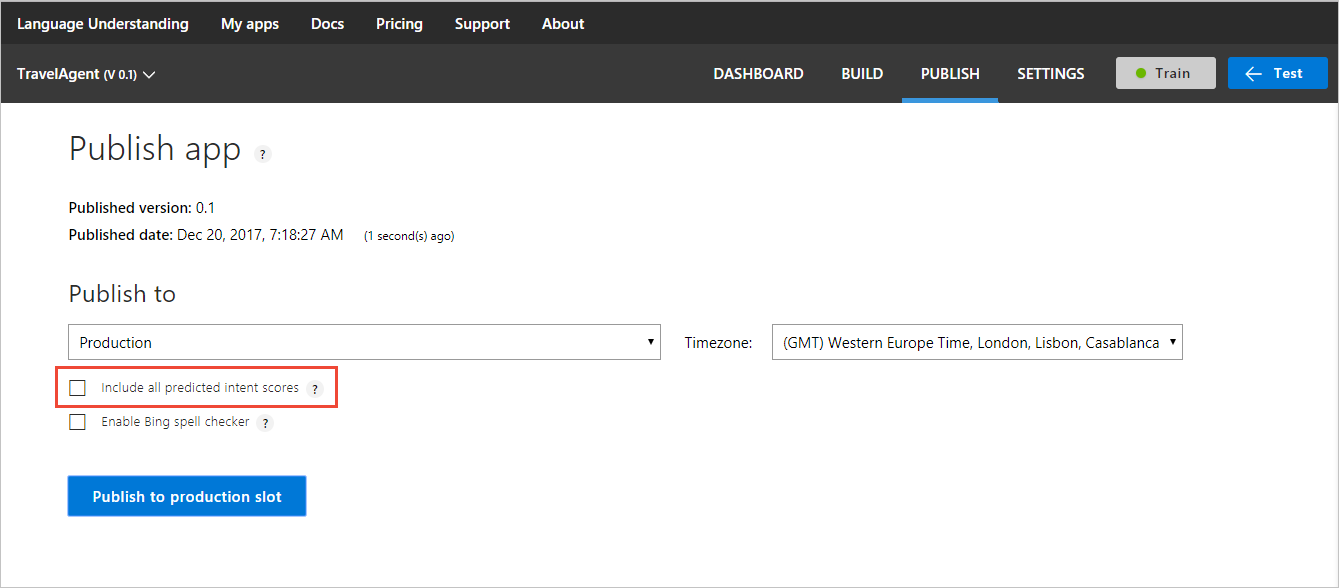 Language Understanding My apps Docs Pricing Support About
TravelAgent (V 0.1) DASHBOARD BUILD PUBLISH SETTINGS Train Test
Publish app ?
Published version: 0.1
Published date: Dec 20, 2017, 7:18:27 AM (1 second(s) ago)
Publish to
Production Timezone: (GMT) Western Europe Time, London, Lisbon, Casablanca
Include all predicted intent scores ?
Enable Bing spell checker ?
Publish to production slot